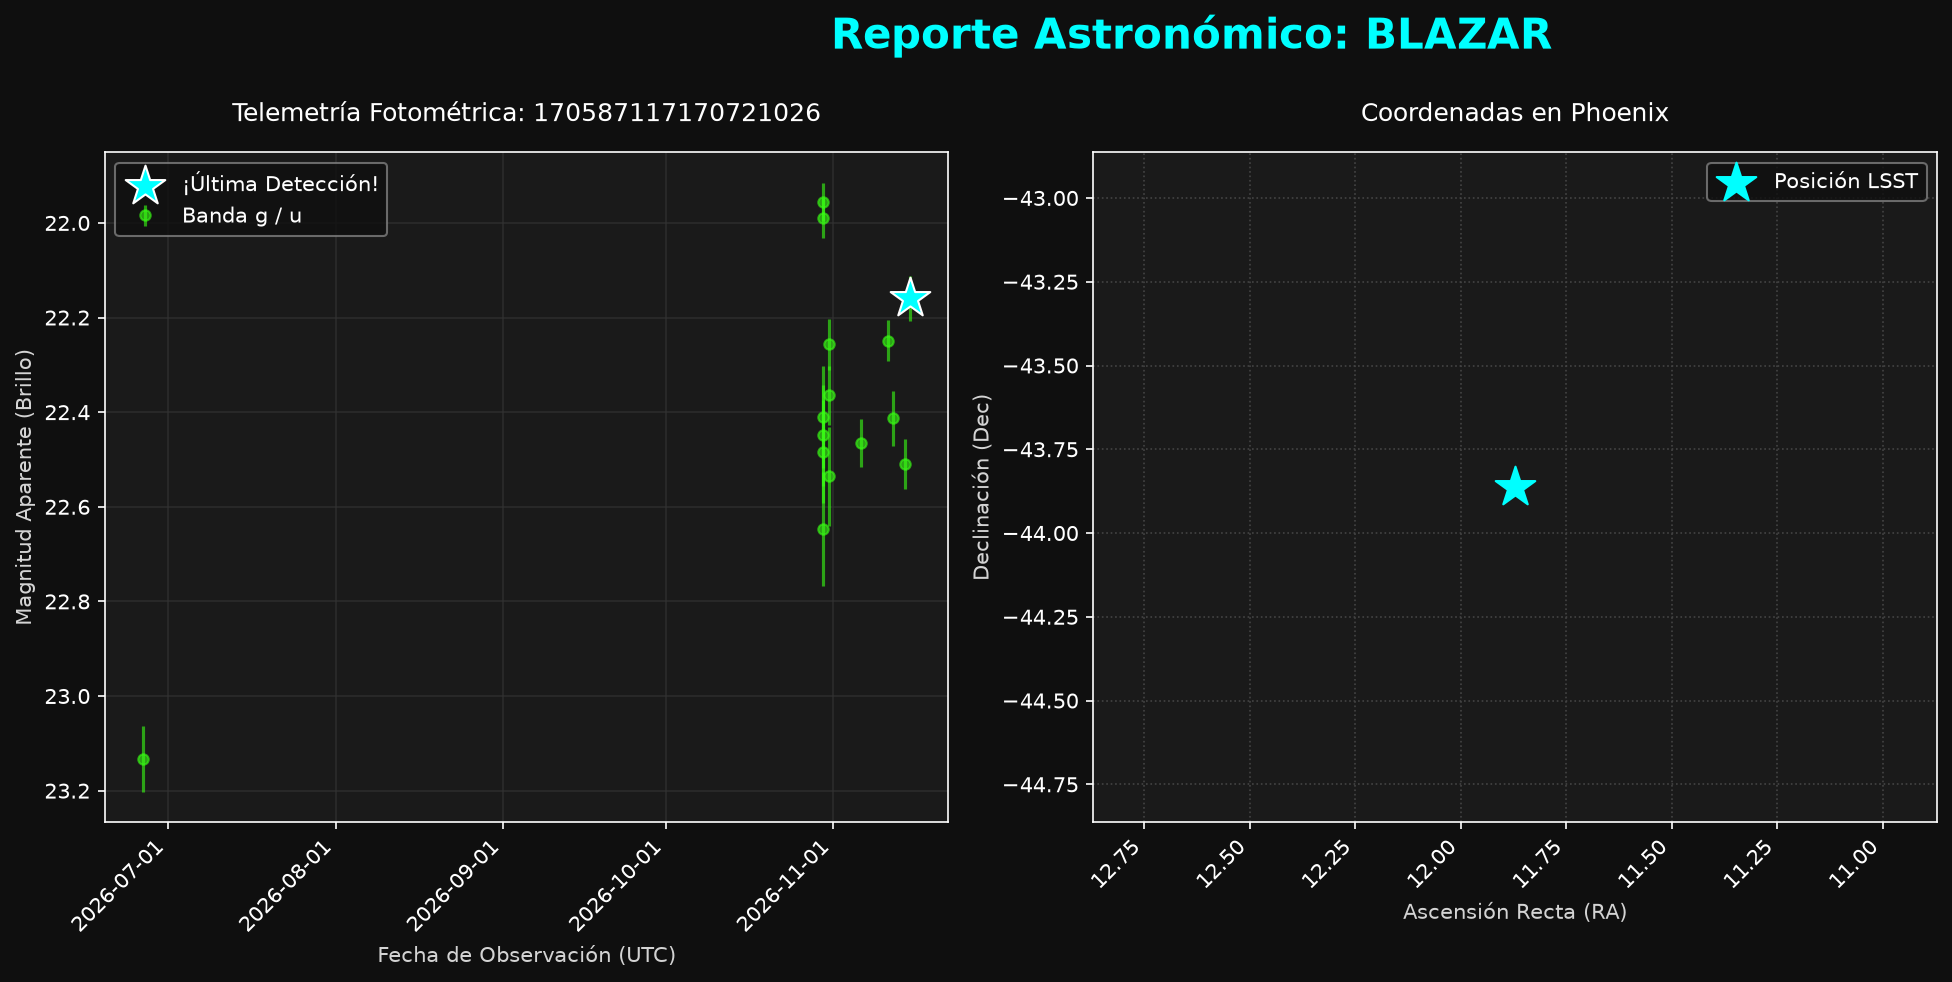 Reporte Astronómico: BLAZAR
Telemetría Fotométrica: 170587117170721026
¡Última Detección!
Banda g / u
Magnitud Aparente (Brillo)
22.0
22.2
22.4
22.6
22.8
23.0
23.2
2026-07-01
2026-08-01
2026-09-01
2026-10-01
2026-11-01
Fecha de Observación (UTC)
Coordenadas en Phoenix
Posición LSST
Declinación (Dec)
−43.00
−43.25
−43.50
−43.75
−44.00
−44.25
−44.50
−44.75
12.75
12.50
12.25
12.00
11.75
11.50
11.25
11.00
Ascensión Recta (RA)